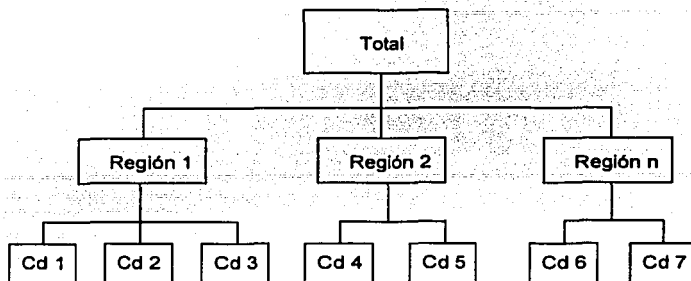 Total
Región 1 Región 2 Región n
Cd 1 Cd 2 Cd 3 Cd 4 Cd 5 Cd 6 Cd 7